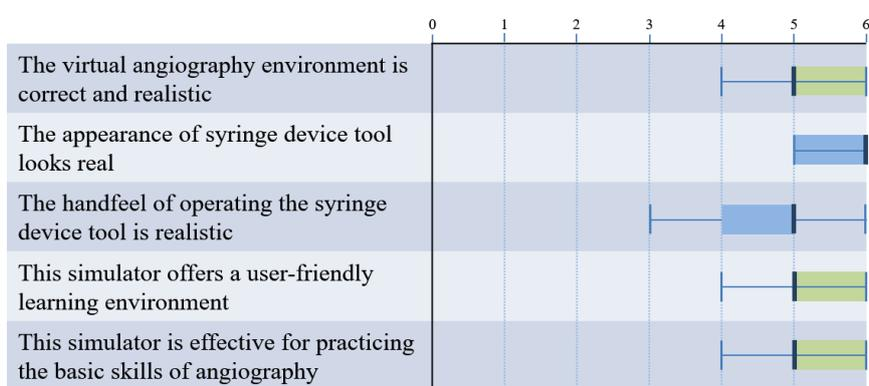 0 1 2 3 4 5 6
The virtual angiography environment is
correct and realistic
The appearance of syringe device tool
looks real
The handfeel of operating the syringe
device tool is realistic
This simulator offers a user-friendly
learning environment
This simulator is effective for practicing
the basic skills of angiography